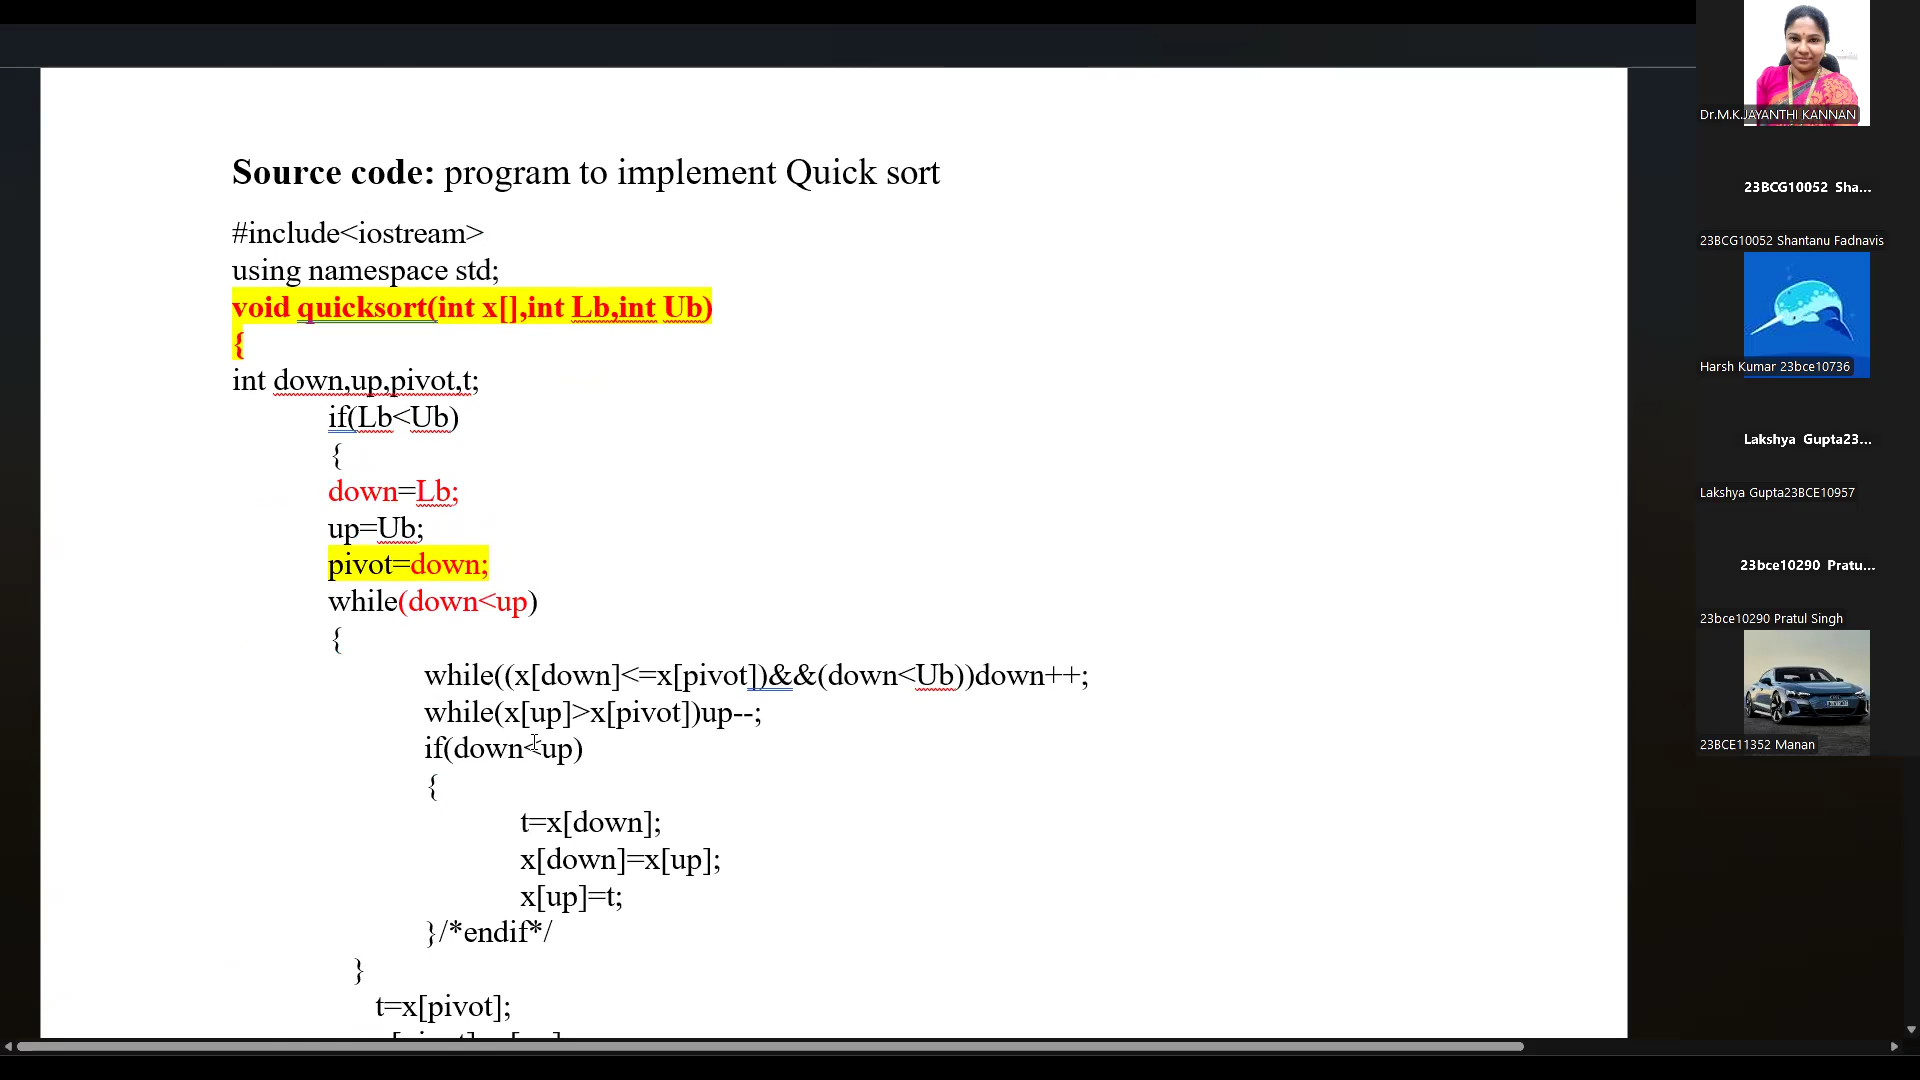 Source code: program to implement Quick sort
#include<iostream>
using namespace std;
void quicksort(int x[],int Lb,int Ub)
{
int down,up,pivot,t;
if(Lb<Ub)
{
down=Lb;
up=Ub;
pivot=down;
while(down<up)
{
while((x[down]<=x[pivot])&&(down<Ub))down++;
while(x[up]>x[pivot])up--;
if(down<up)
{
t=x[down];
x[down]=x[up];
x[up]=t;
}/*endif*/
}
t=x[pivot];
Dr.M.K.JAYANTHI KANNAN
23BCG10052 Sha...
23BCG10052 Shantanu Fadnavis
Harsh Kumar 23bce10736
Lakshya Gupta23...
Lakshya Gupta23BCE10957
23bce10290 Pratu...
23bce10290 Pratul Singh
23BCE11352 Manan